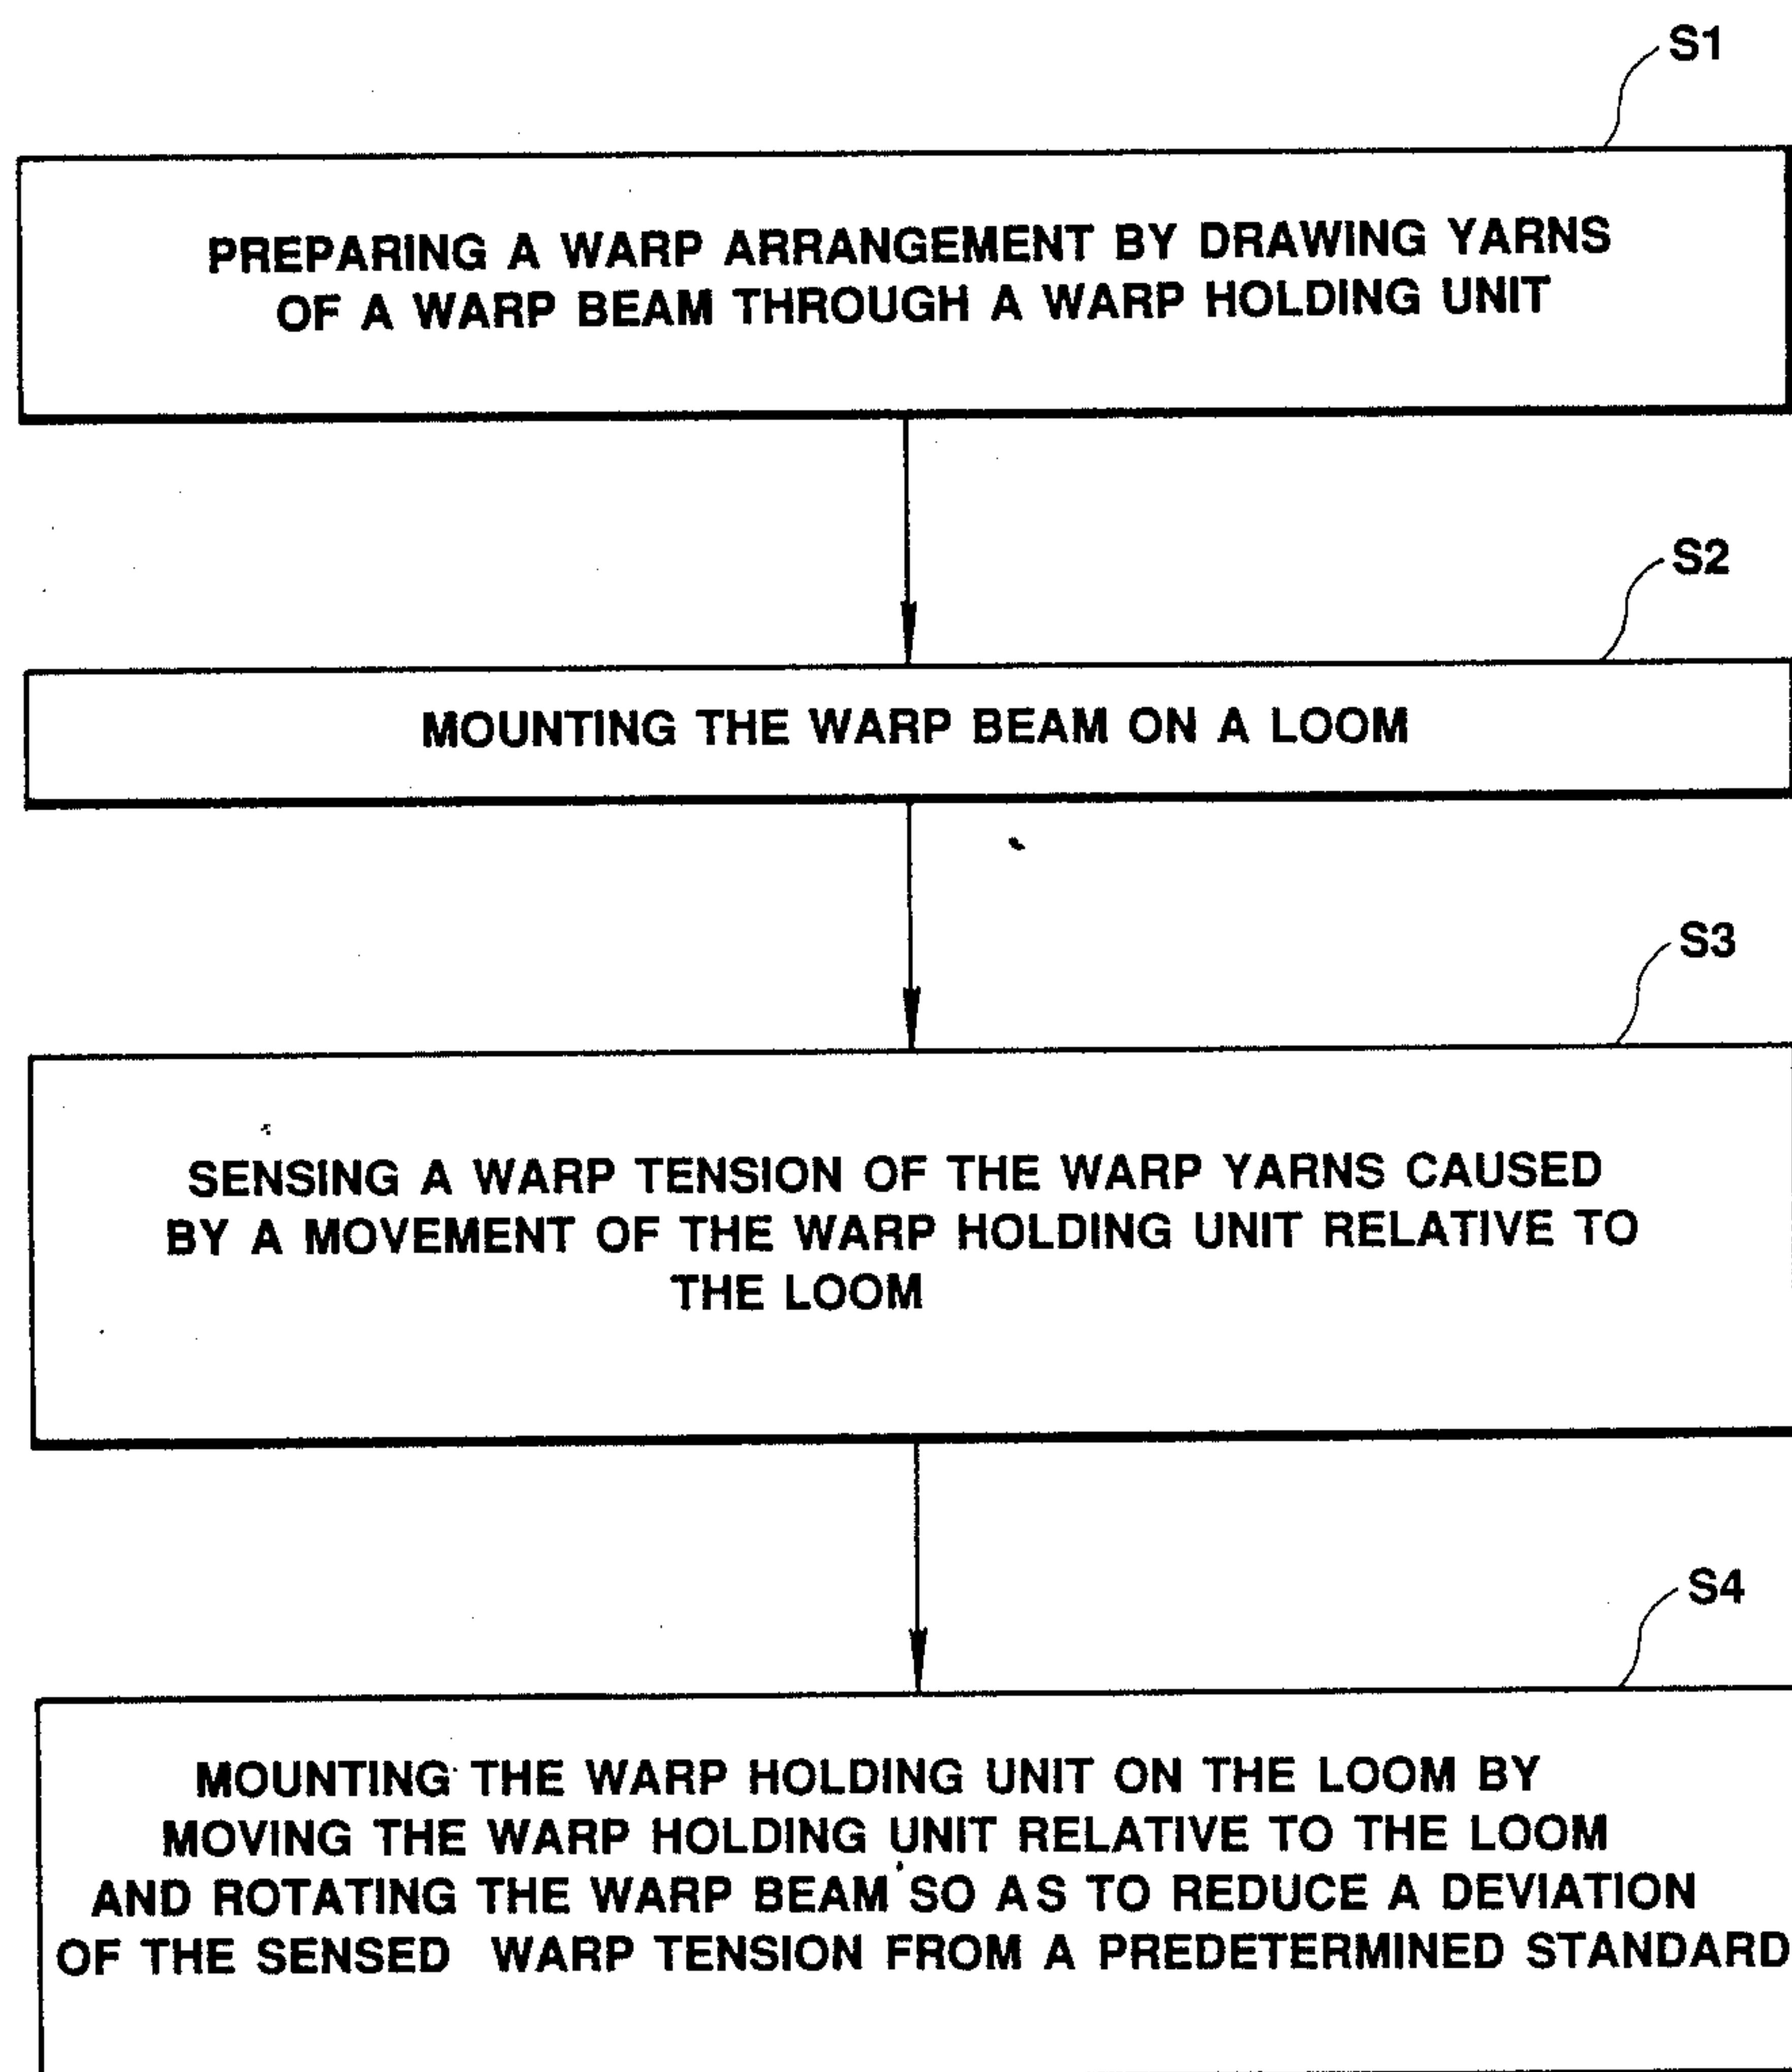 S1
PREPARING A WARP ARRANGEMENT BY DRAWING YARNS
OF A WARP BEAM THROUGH A WARP HOLDING UNIT
S2
MOUNTING THE WARP BEAM ON A LOOM
S3
SENSING A WARP TENSION OF THE WARP YARNS CAUSED
BY A MOVEMENT OF THE WARP HOLDING UNIT RELATIVE TO
THE LOOM
S4
MOUNTING THE WARP HOLDING UNIT ON THE LOOM BY
MOVING THE WARP HOLDING UNIT RELATIVE TO THE LOOM
AND ROTATING THE WARP BEAM SO AS TO REDUCE A DEVIATION
OF THE SENSED WARP TENSION FROM A PREDETERMINED STANDARD